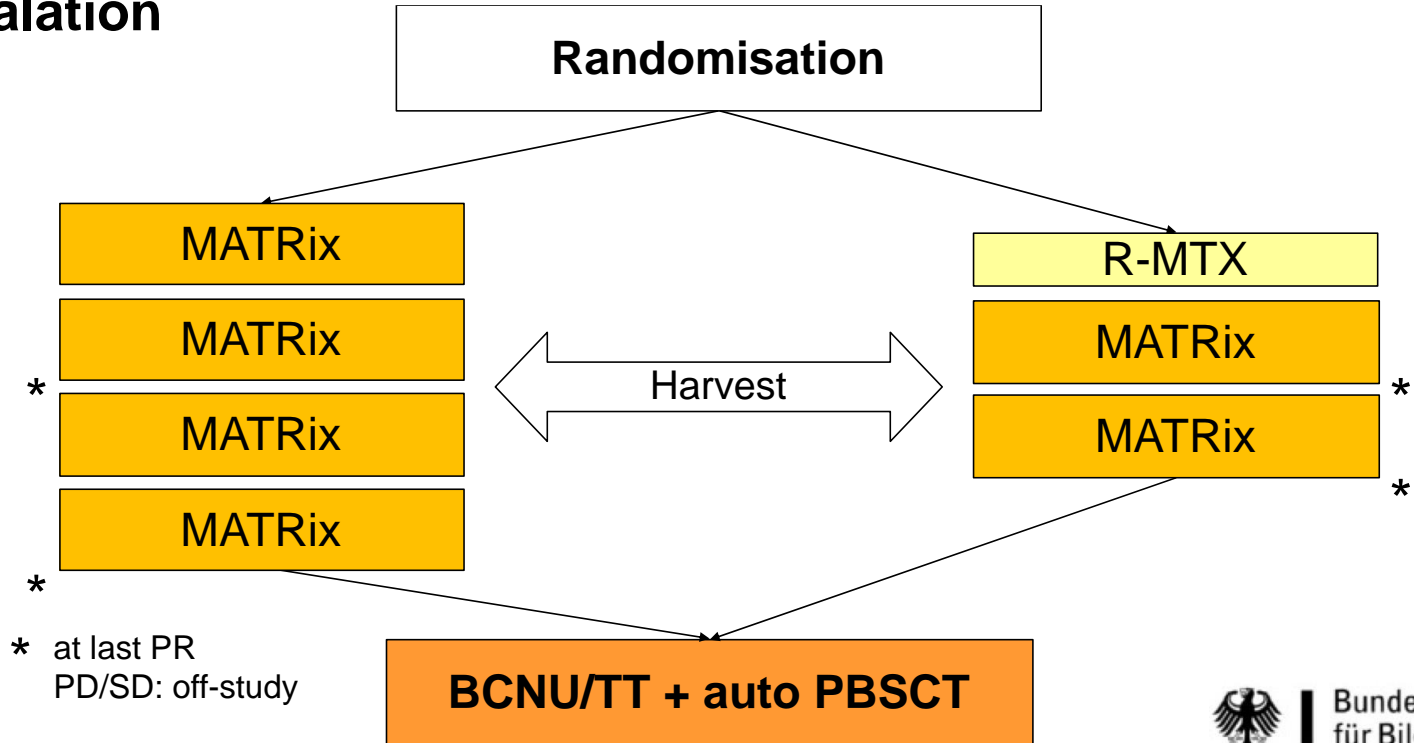 alation
Randomisation
MATRix
MATRix
*
MATRix
MATRix
*
Harvest
R-MTX
MATRix
*
MATRix
*
* at last PR
PD/SD: off-study
BCNU/TT + auto PBSCT
Bunde
für Bil